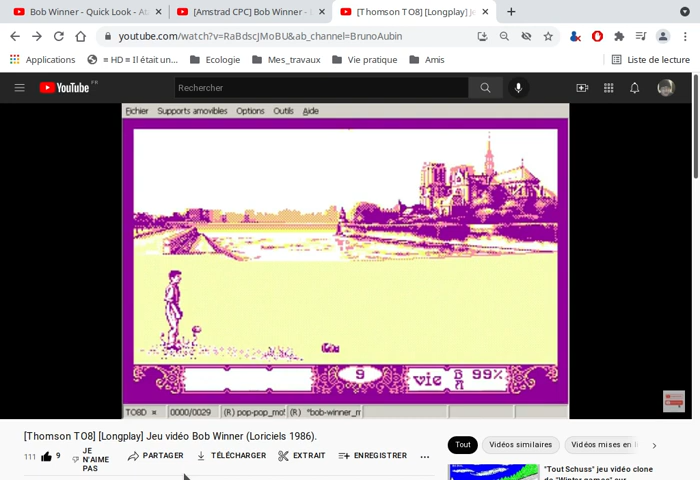 Bob Winner - Quick Look - At
[Amstrad CPC] Bob Winner -
[Thomson TO8] [Longplay] Je
youtube.com/watch?v=RaBdscJMoBU&ab_channel=BrunoAubin
Applications
= HD = Il était un...
Ecologie
Mes_travaux
Vie pratique
Amis
Liste de lecture
YouTube FR
Rechercher
Fichier Supports amovibles Options Outils Aide
9
vie 99%
TO8D 0000/0029 (R) pop-pop_mo5 (R) *bob-winner_n
[Thomson TO8] [Longplay] Jeu vidéo Bob Winner (Loriciels 1986).
111
9
JE N'AIME PAS
PARTAGER
TÉLÉCHARGER
EXTRAIT
ENREGISTRER
Tout
Vidéos similaires
Vidéos mises en li
"Tout Schuss" jeu vidéo clone
de "Winter games" sur